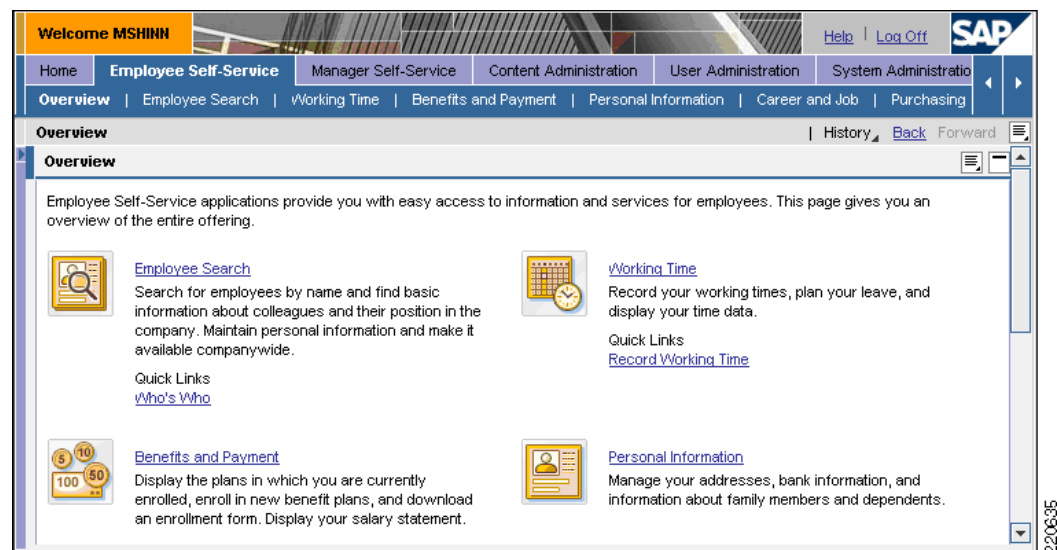 Welcome MSHINN
Help | Log Off
SAP
Home
Employee Self-Service
Manager Self-Service
Content Administration
User Administration
System Administratio
Overview | Employee Search | Working Time | Benefits and Payment | Personal Information | Career and Job | Purchasing
Overview
| History Back Forward
Overview
Employee Self-Service applications provide you with easy access to information and services for employees. This page gives you an
overview of the entire offering.
Employee Search
Search for employees by name and find basic
information about colleagues and their position in the
company. Maintain personal information and make it
available companywide.
Quick Links
Who's Who
Working Time
Record your working times, plan your leave, and
display your time data.
Quick Links
Record Working Time
5 10
100 50
Benefits and Payment
Display the plans in which you are currently
enrolled, enroll in new benefit plans, and download
an enrollment form. Display your salary statement.
Personal Information
Manage your addresses, bank information, and
information about family members and dependents.
220635